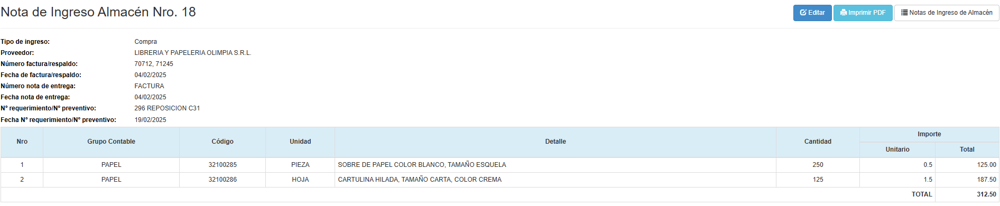 Nota de Ingreso Almacén Nro. 18
Editar
Imprimir PDF
Notas de Ingreso de Almacén
Tipo de ingreso: Compra
Proveedor: LIBRERIA Y PAPELERIA OLIMPIA S.R.L.
Número factura/respaldo: 70712, 71245
Fecha de factura/respaldo: 04/02/2025
Número nota de entrega: FACTURA
Fecha nota de entrega: 04/02/2025
Nº requerimiento/Nº preventivo: 296 REPOSICION C31
Fecha Nº requerimiento/Nº preventivo: 19/02/2025
Nro Grupo Contable Código Unidad Detalle Cantidad Importe
Unitario Total
1 PAPEL 32100285 PIEZA SOBRE DE PAPEL COLOR BLANCO, TAMAÑO ESQUELA 250 0.5 125.00
2 PAPEL 32100286 HOJA CARTULINA HILADA, TAMAÑO CARTA, COLOR CREMA 125 1.5 187.50
TOTAL 312.50